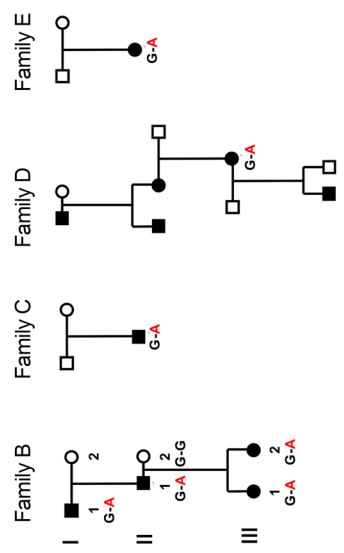 Family B Family C Family D Family E
I
1 2
G-A
II
1 2
G-A G-G
G-A
G-A
G-A
III
1 2
G-A G-A